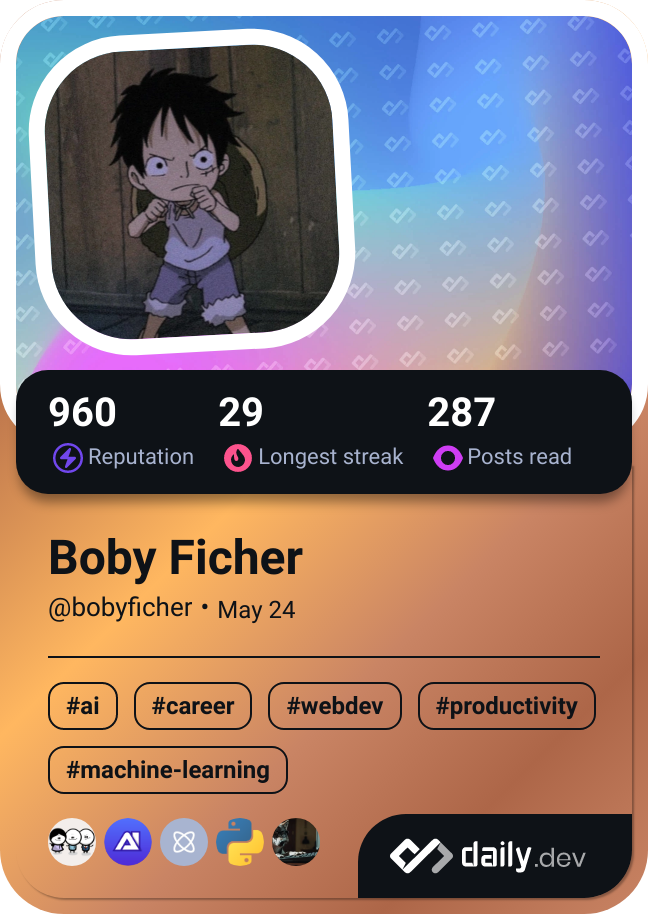 960 29 287
Reputation Longest streak Posts read
Boby Ficher
@bobyficher • May 24
#ai #career #webdev #productivity
#machine-learning
daily.dev